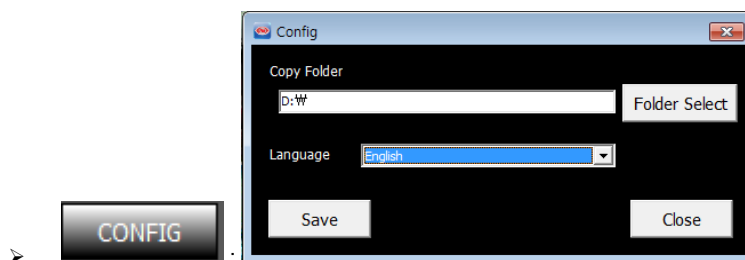 Config
Copy Folder
D:₩
Folder Select
Language
English
Save
Close
➢ CONFIG :